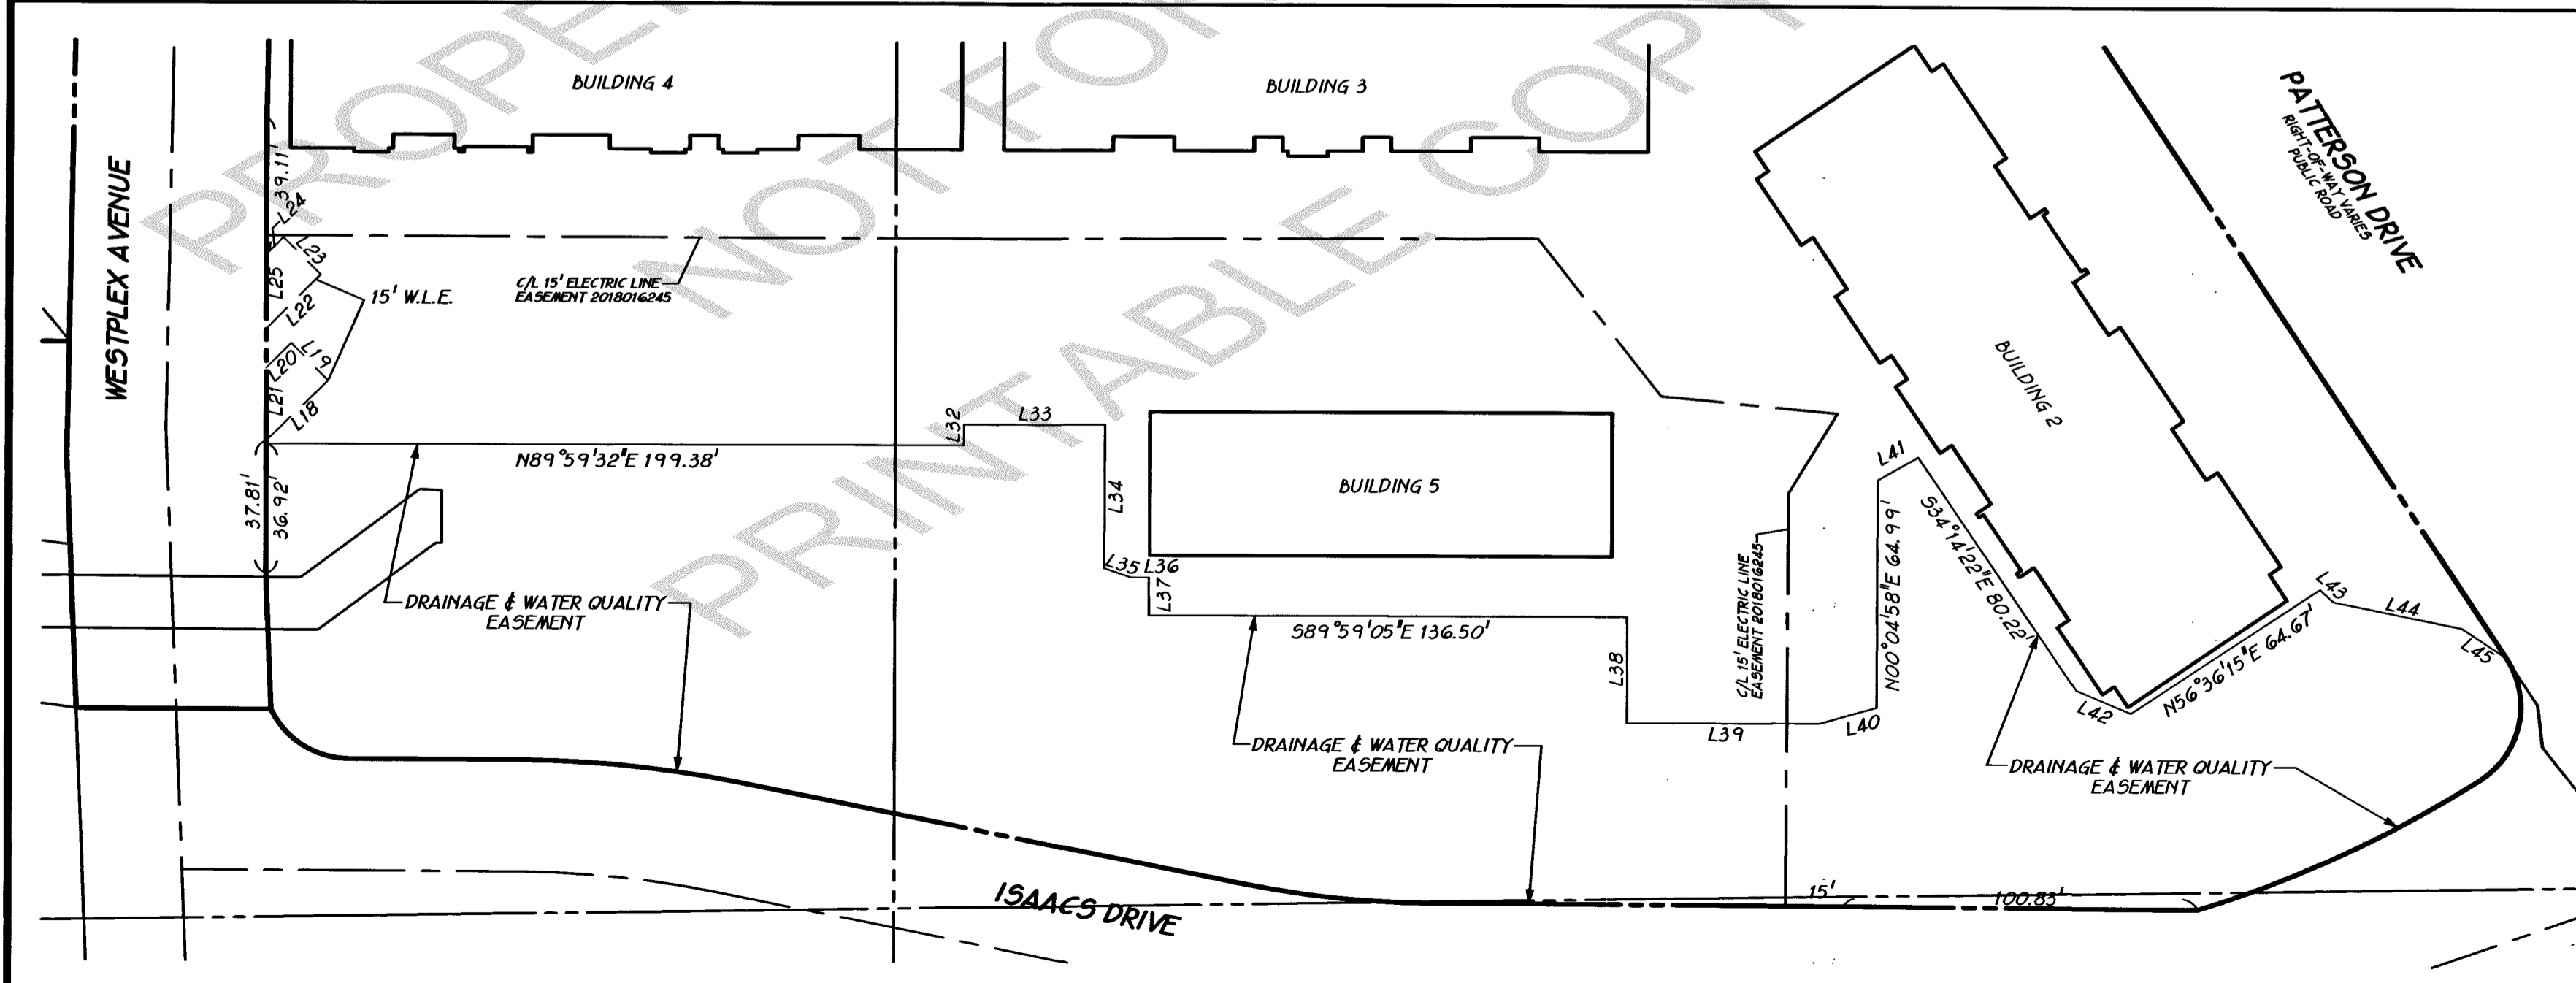 PROPE
NOT FOR
PRINTABLE COPY
WESTPLEX AVENUE
BUILDING 4
BUILDING 3
PATTERSON DRIVE
RIGHT-OF-WAY VARIES
PUBLIC ROAD
39.11'
L24
L23
L25
L22
15' W.L.E.
C/L 15' ELECTRIC LINE
EASEMENT 2018016245
L19
L20
L21
L18
BUILDING 2
L32
L33
N89°59'32"E 199.38'
37.81'
36.92'
L34
BUILDING 5
L41
S34°14'22"E 80.22'
N00°04'58"E 64.99'
C/L 15' ELECTRIC LINE
EASEMENT 2018016245
L35 L36
L37
DRAINAGE & WATER QUALITY
EASEMENT
S89°59'05"E 136.50'
L38
L39
L40
L42
N56°36'15"E 64.67'
L43
L44
L45
DRAINAGE & WATER QUALITY
EASEMENT
DRAINAGE & WATER QUALITY
EASEMENT
ISAACS DRIVE
15'
100.83'